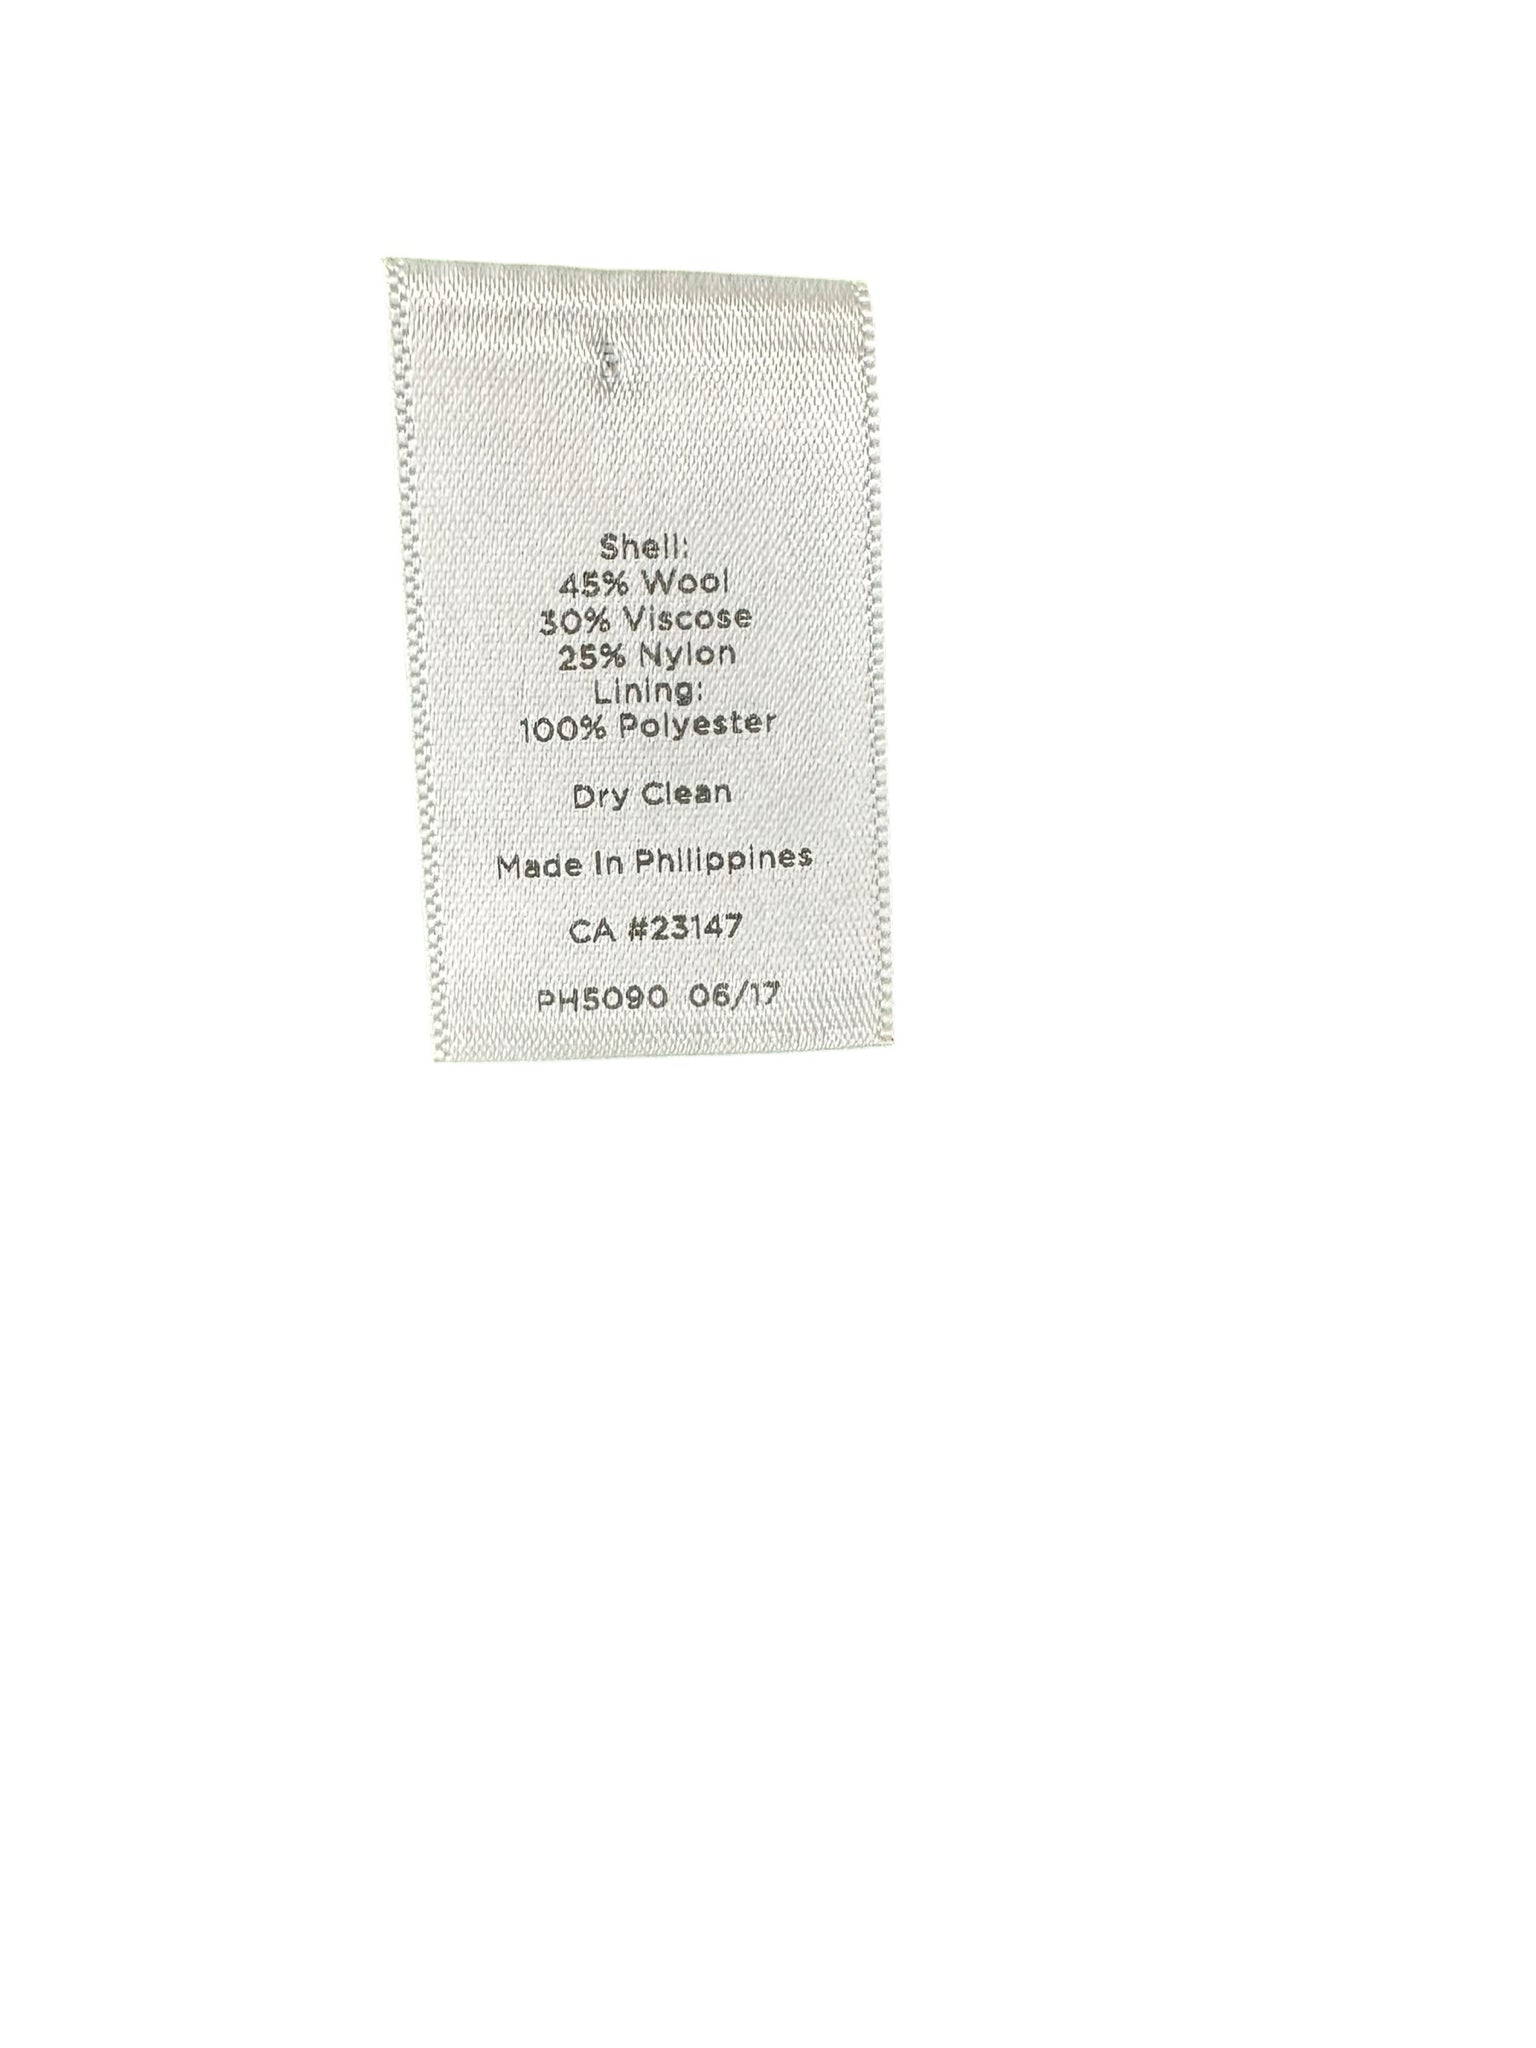 Shell:
45% Wool
30% Viscose
25% Nylon
Lining:
100% Polyester
Dry Clean
Made In Philippines
CA #23147
PH5090 06/17